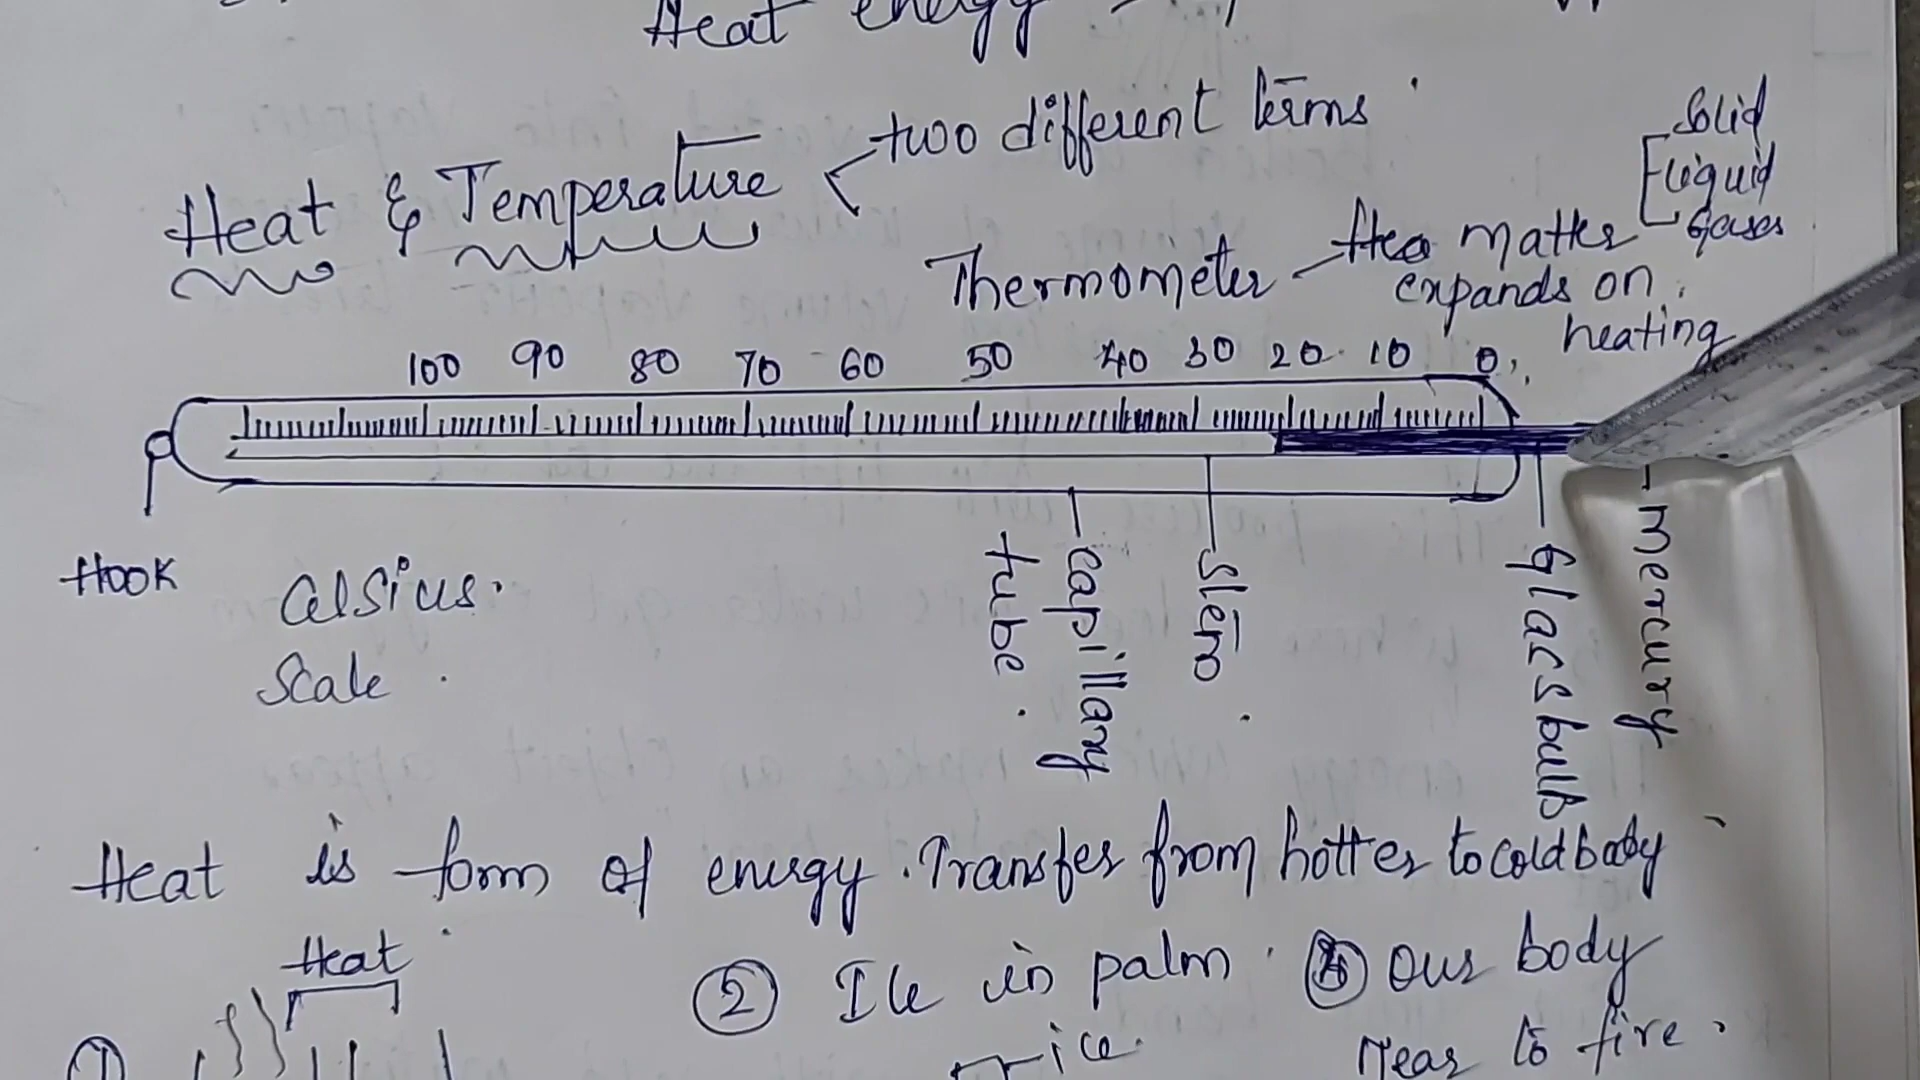 Heat energy -
Heat & Temperature < two different terms
Thermometer - matter Solid
liquid
Gases
expands on
heating
100 90 80 70 60 50 40 30 20 10 0
Hook
Celsius
Scale
Capillary
tube
Stem
Glass bulb
Mercury
Heat is form of energy. Transfer from hotter to cold body
Heat
① ② in palm Our body
ice near to fire